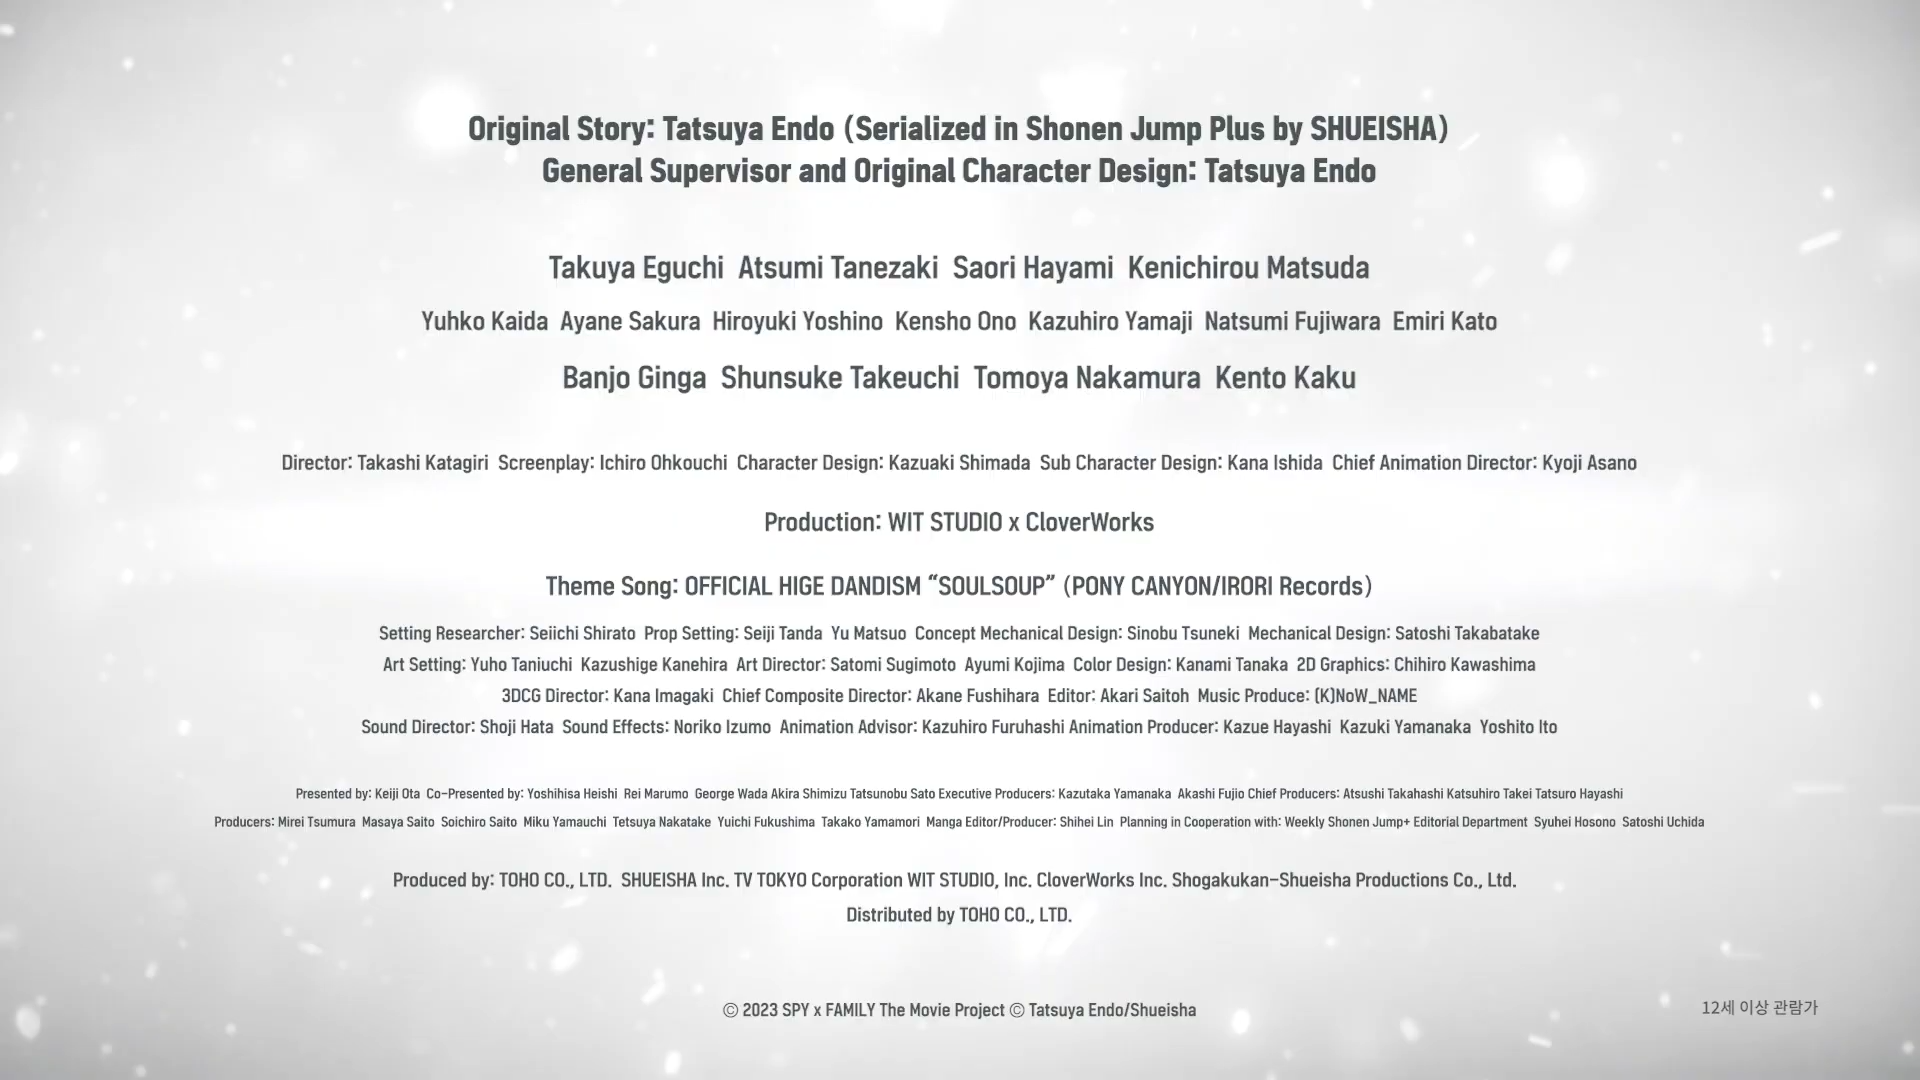 Original Story: Tatsuya Endo (Serialized in Shonen Jump Plus by SHUEISHA)
General Supervisor and Original Character Design: Tatsuya Endo
Takuya Eguchi Atsumi Tanezaki Saori Hayami Kenichirou Matsuda
Yuhko Kaida Ayane Sakura Hiroyuki Yoshino Kensho Ono Kazuhiro Yamaji Natsumi Fujiwara Emiri Kato
Banjo Ginga Shunsuke Takeuchi Tomoya Nakamura Kento Kaku
Director: Takashi Katagiri Screenplay: Ichiro Ohkouchi Character Design: Kazuaki Shimada Sub Character Design: Kana Ishida Chief Animation Director: Kyoji Asano
Production: WIT STUDIO x CloverWorks
Theme Song: OFFICIAL HIGE DANDISM “SOULSOUP” (PONY CANYON/IRORI Records)
Setting Researcher: Seiichi Shirato Prop Setting: Seiji Tanda Yu Matsuo Concept Mechanical Design: Sinobu Tsuneki Mechanical Design: Satoshi Takabatake
Art Setting: Yuho Taniuchi Kazushige Kanehira Art Director: Satomi Sugimoto Ayumi Kojima Color Design: Kanami Tanaka 2D Graphics: Chihiro Kawashima
3DCG Director: Kana Imagaki Chief Composite Director: Akane Fushihara Editor: Akari Saitoh Music Produce: (K)NoW_NAME
Sound Director: Shoji Hata Sound Effects: Noriko Izumo Animation Advisor: Kazuhiro Furuhashi Animation Producer: Kazue Hayashi Kazuki Yamanaka Yoshito Ito
Presented by: Keiji Ota Co-Presented by: Yoshihisa Heishi Rei Marumo George Wada Akira Shimizu Tatsunobu Sato Executive Producers: Kazutaka Yamanaka Akashi Fujio Chief Producers: Atsushi Takahashi Katsuhiro Takei Tatsuro Hayashi
Producers: Mirei Tsumura Masaya Saito Soichiro Saito Miku Yamauchi Tetsuya Nakatake Yuichi Fukushima Takako Yamamori Manga Editor/Producer: Shihei Lin Planning in Cooperation with: Weekly Shonen Jump+ Editorial Department Syuhei Hosono Satoshi Uchida
Produced by: TOHO CO., LTD. SHUEISHA Inc. TV TOKYO Corporation WIT STUDIO, Inc. CloverWorks Inc. Shogakukan-Shueisha Productions Co., Ltd.
Distributed by TOHO CO., LTD.
© 2023 SPY x FAMILY The Movie Project © Tatsuya Endo/Shueisha
12세 이상 관람가